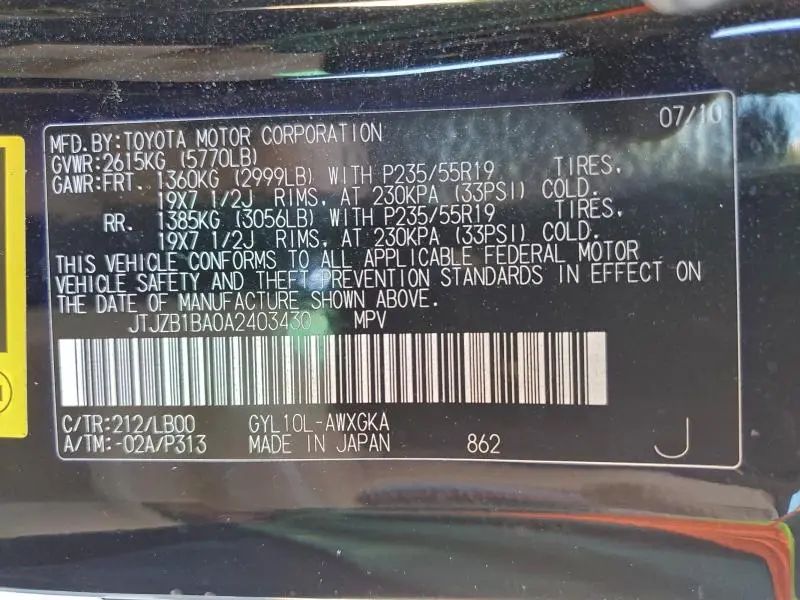 07/10
MFD.BY:TOYOTA MOTOR CORPORATION
GVWR:2615KG (5770LB)
GAWR:FRT. 1360KG (2999LB) WITH P235/55R19 TIRES,
19X7 1/2J RIMS, AT 230KPA (33PSI) COLD.
RR. 1385KG (3056LB) WITH P235/55R19 TIRES,
19X7 1/2J RIMS, AT 230KPA (33PSI) COLD.
THIS VEHICLE CONFORMS TO ALL APPLICABLE FEDERAL MOTOR
VEHICLE SAFETY AND THEFT PREVENTION STANDARDS IN EFFECT ON
THE DATE OF MANUFACTURE SHOWN ABOVE.
JTJZB1BA0A2403430 MPV
C/TR:212/LB00 GYL10L-AWXGKA
A/TM:-02A/P313 MADE IN JAPAN 862 J